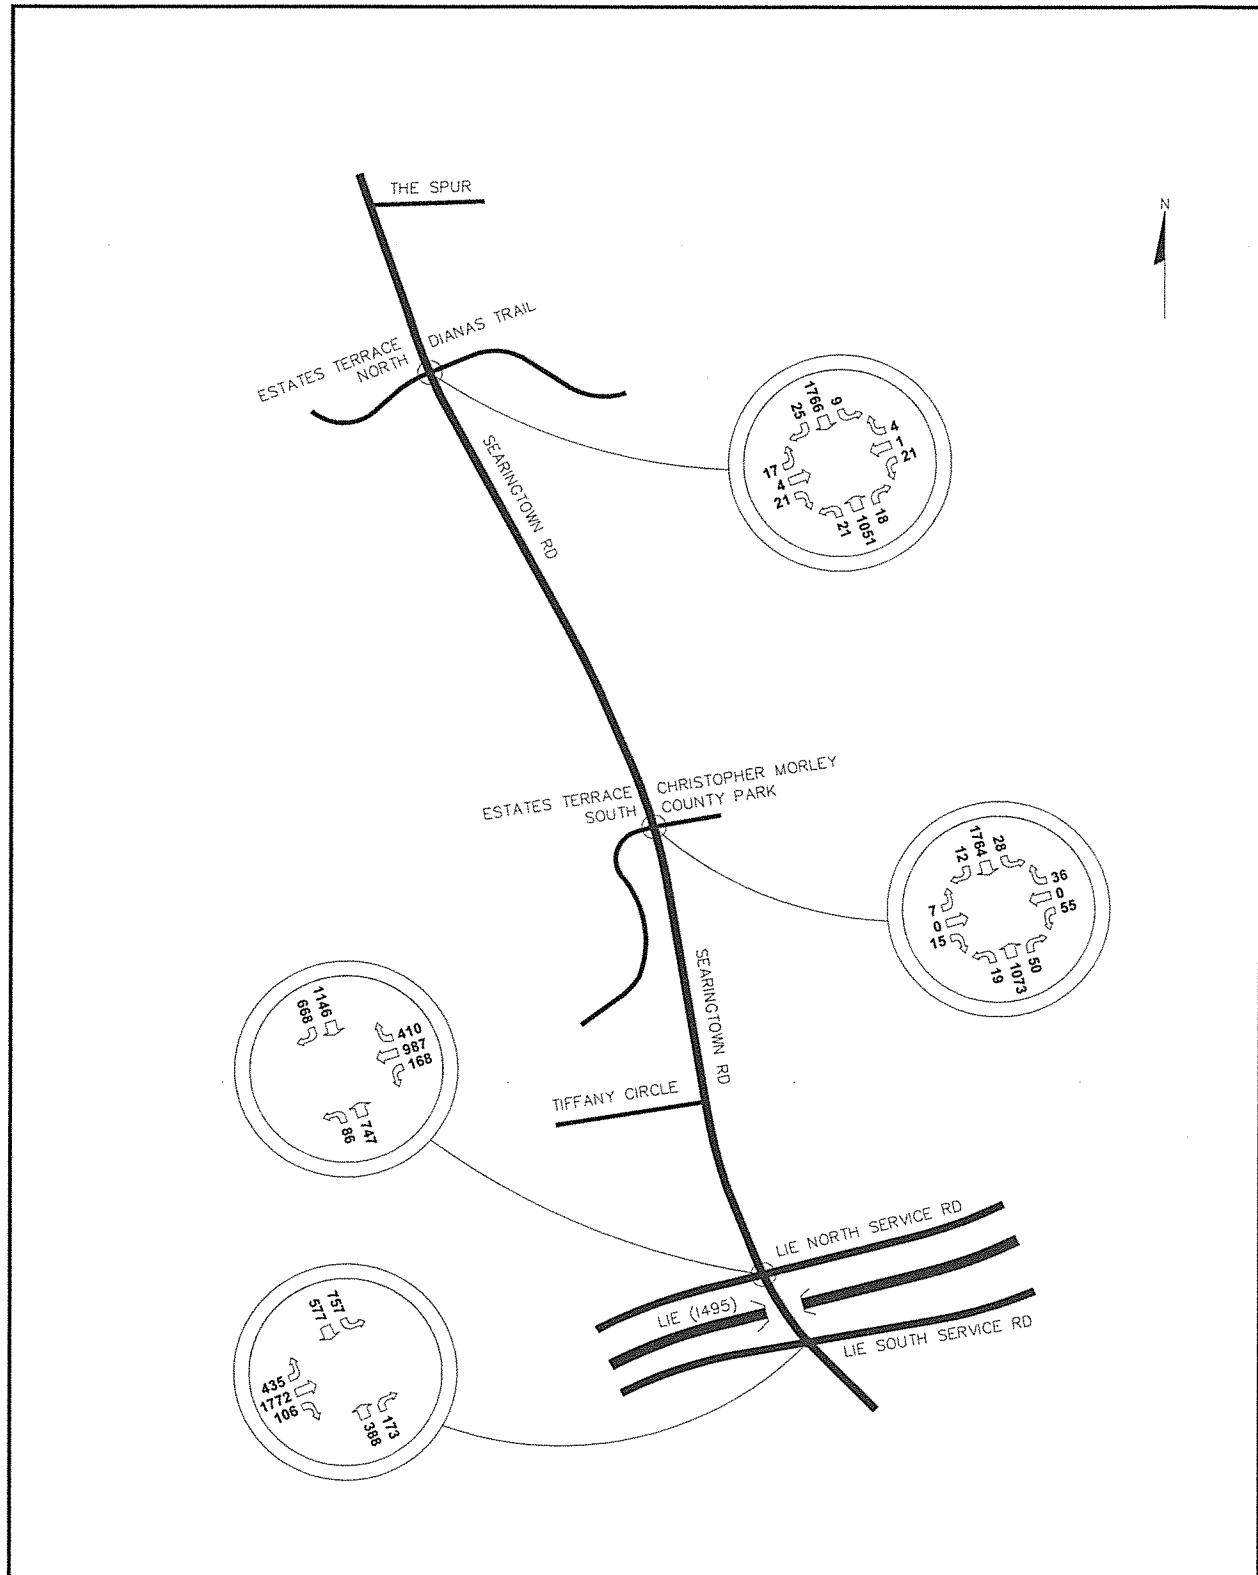 THE SPUR
N
ESTATES TERRACE
NORTH
DIANAS TRAIL
25
1766
9
4
1
21
17
4
21
21
1051
18
SEARINGTOWN RD
ESTATES TERRACE
SOUTH
CHRISTOPHER MORLEY
COUNTY PARK
12
1764
28
36
0
55
7
0
15
19
1073
50
SEARINGTOWN RD
668
1146
410
987
168
86
747
TIFFANY CIRCLE
LIE NORTH SERVICE RD
LIE (I495)
LIE SOUTH SERVICE RD
577
757
435
1772
106
388
173